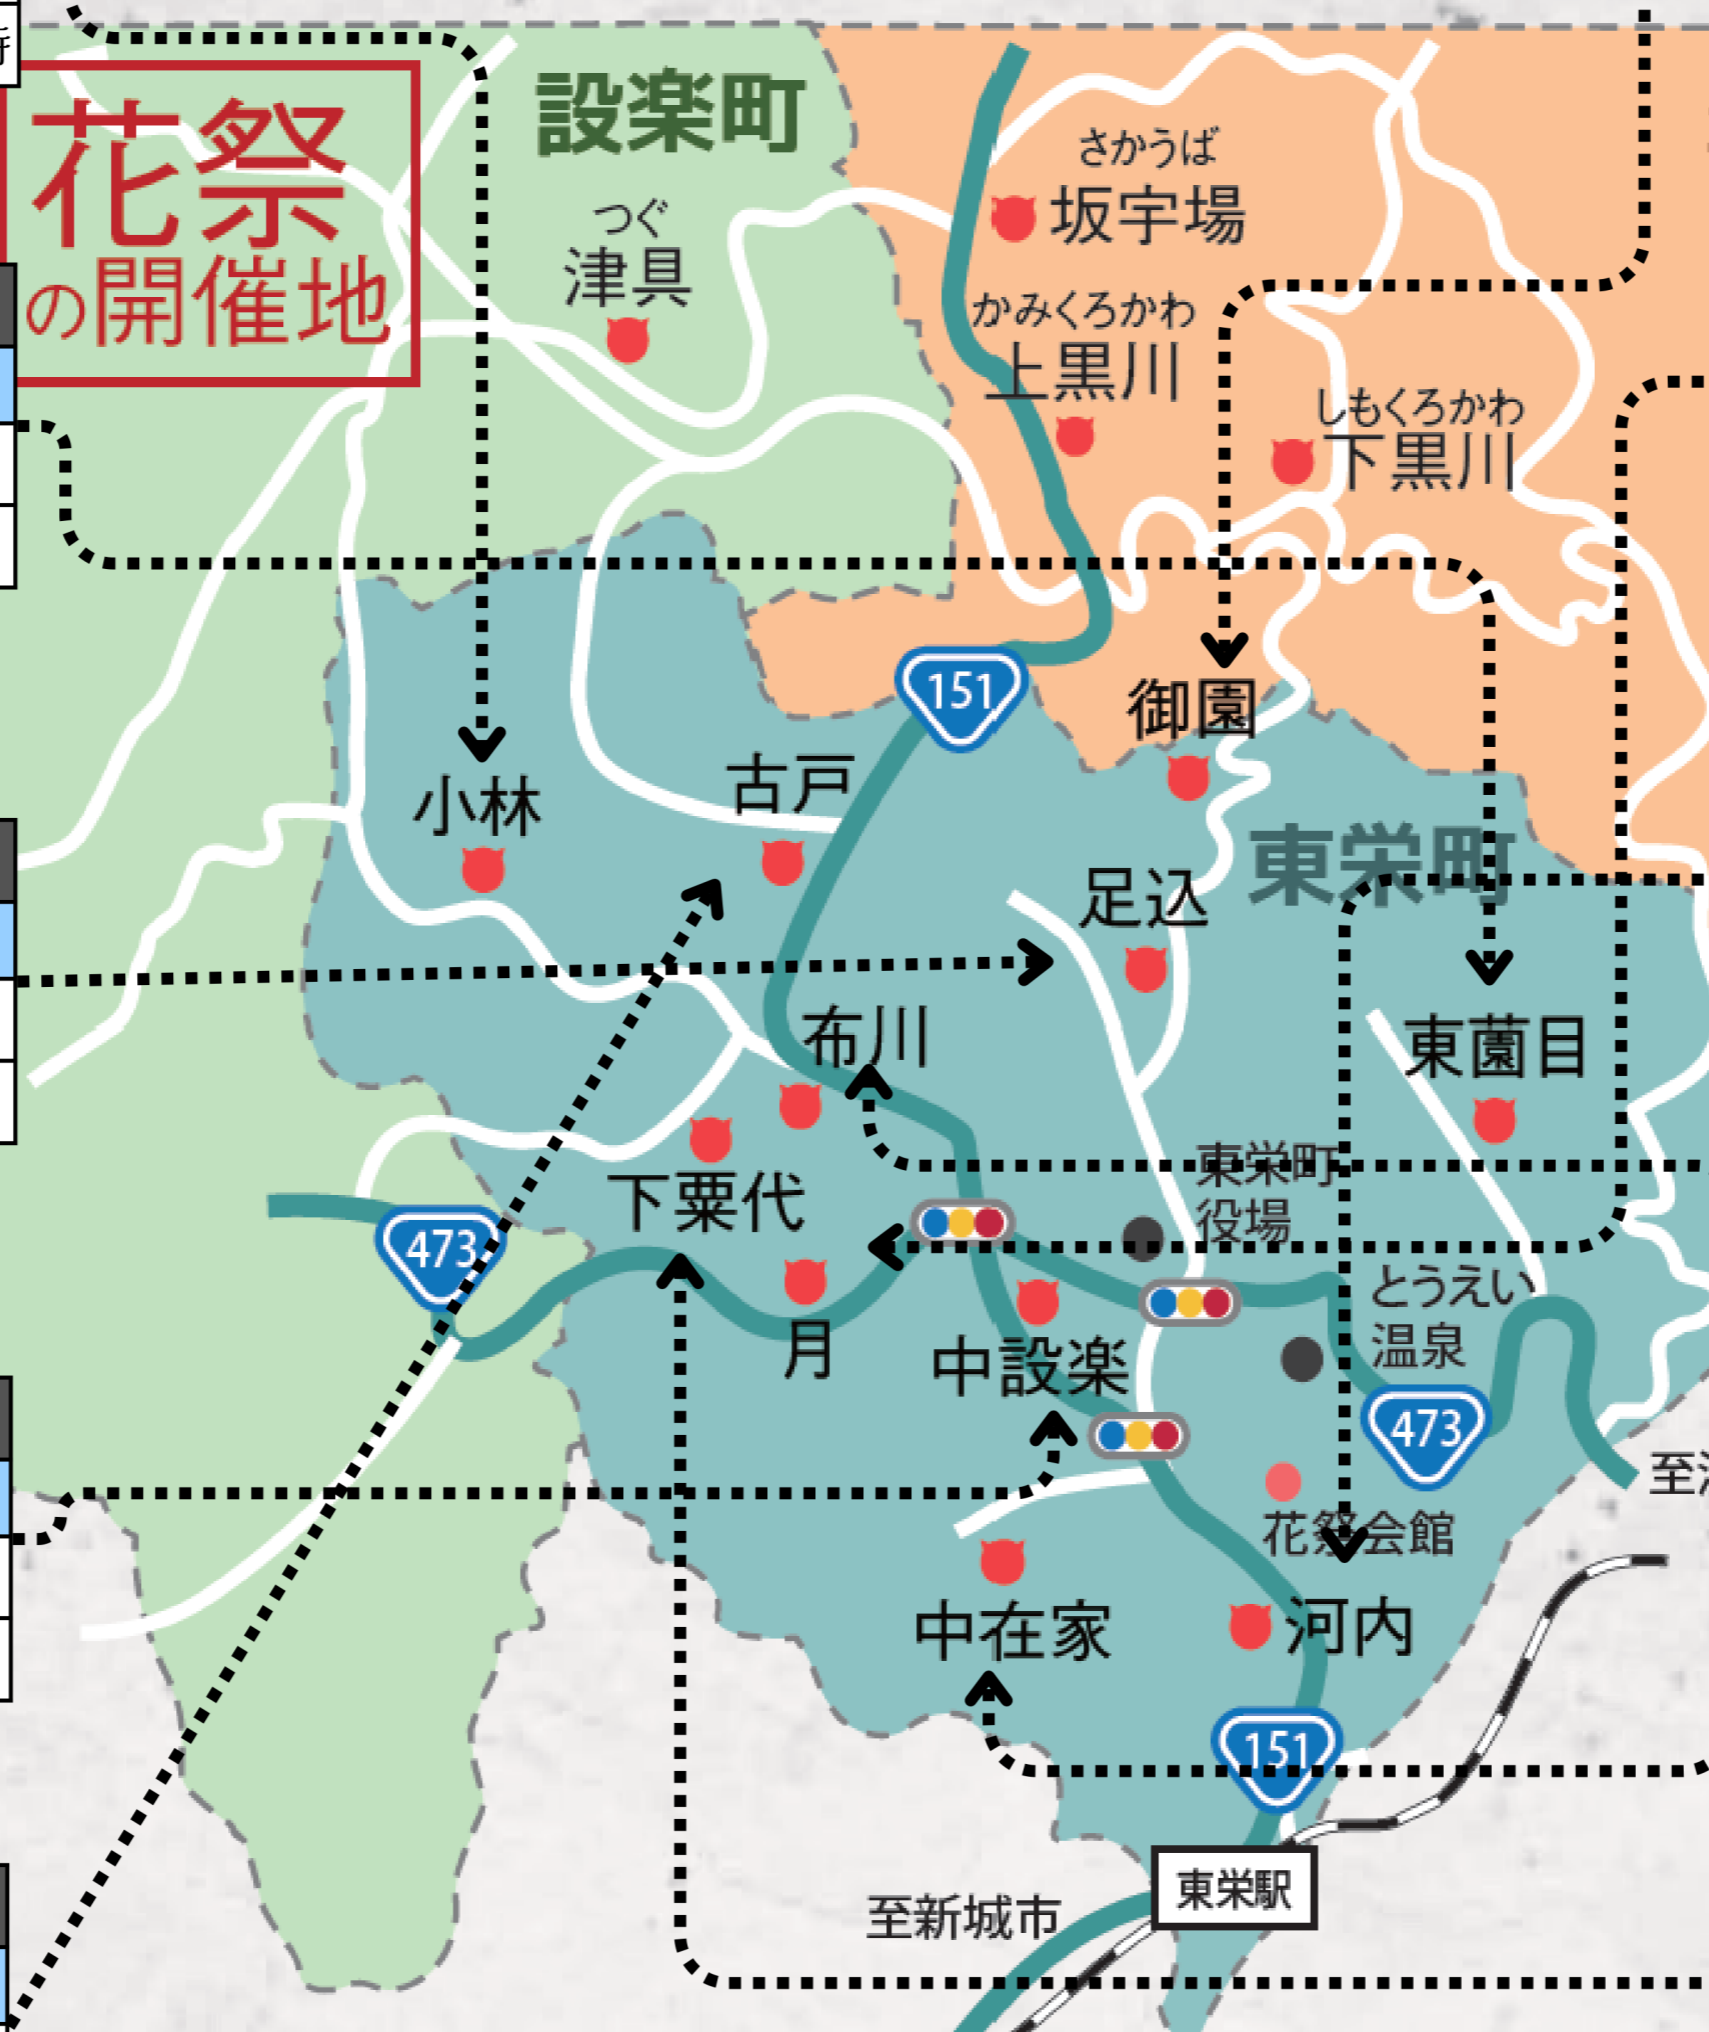 花祭
の開催地
設楽町
つぐ
津具
さかうば
坂宇場
かみくろかわ
上黒川
しもくろかわ
下黒川
151
御園
小林
古戸
東栄町
足込
布川
東薗目
下粟代
東栄町
役場
473
月
中設楽
とうえい
温泉
473
至
花祭会館
中在家
河内
151
東栄駅
至新城市